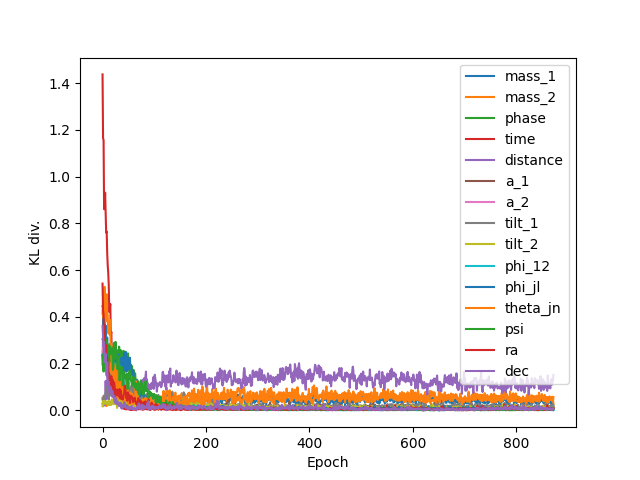 1.4
1.2
1.0
0.8
0.6
0.4
0.2
0.0
KL div.
0
200
400
600
800
Epoch
mass_1
mass_2
phase
time
distance
a_1
a_2
tilt_1
tilt_2
phi_12
phi_jl
theta_jn
psi
ra
dec